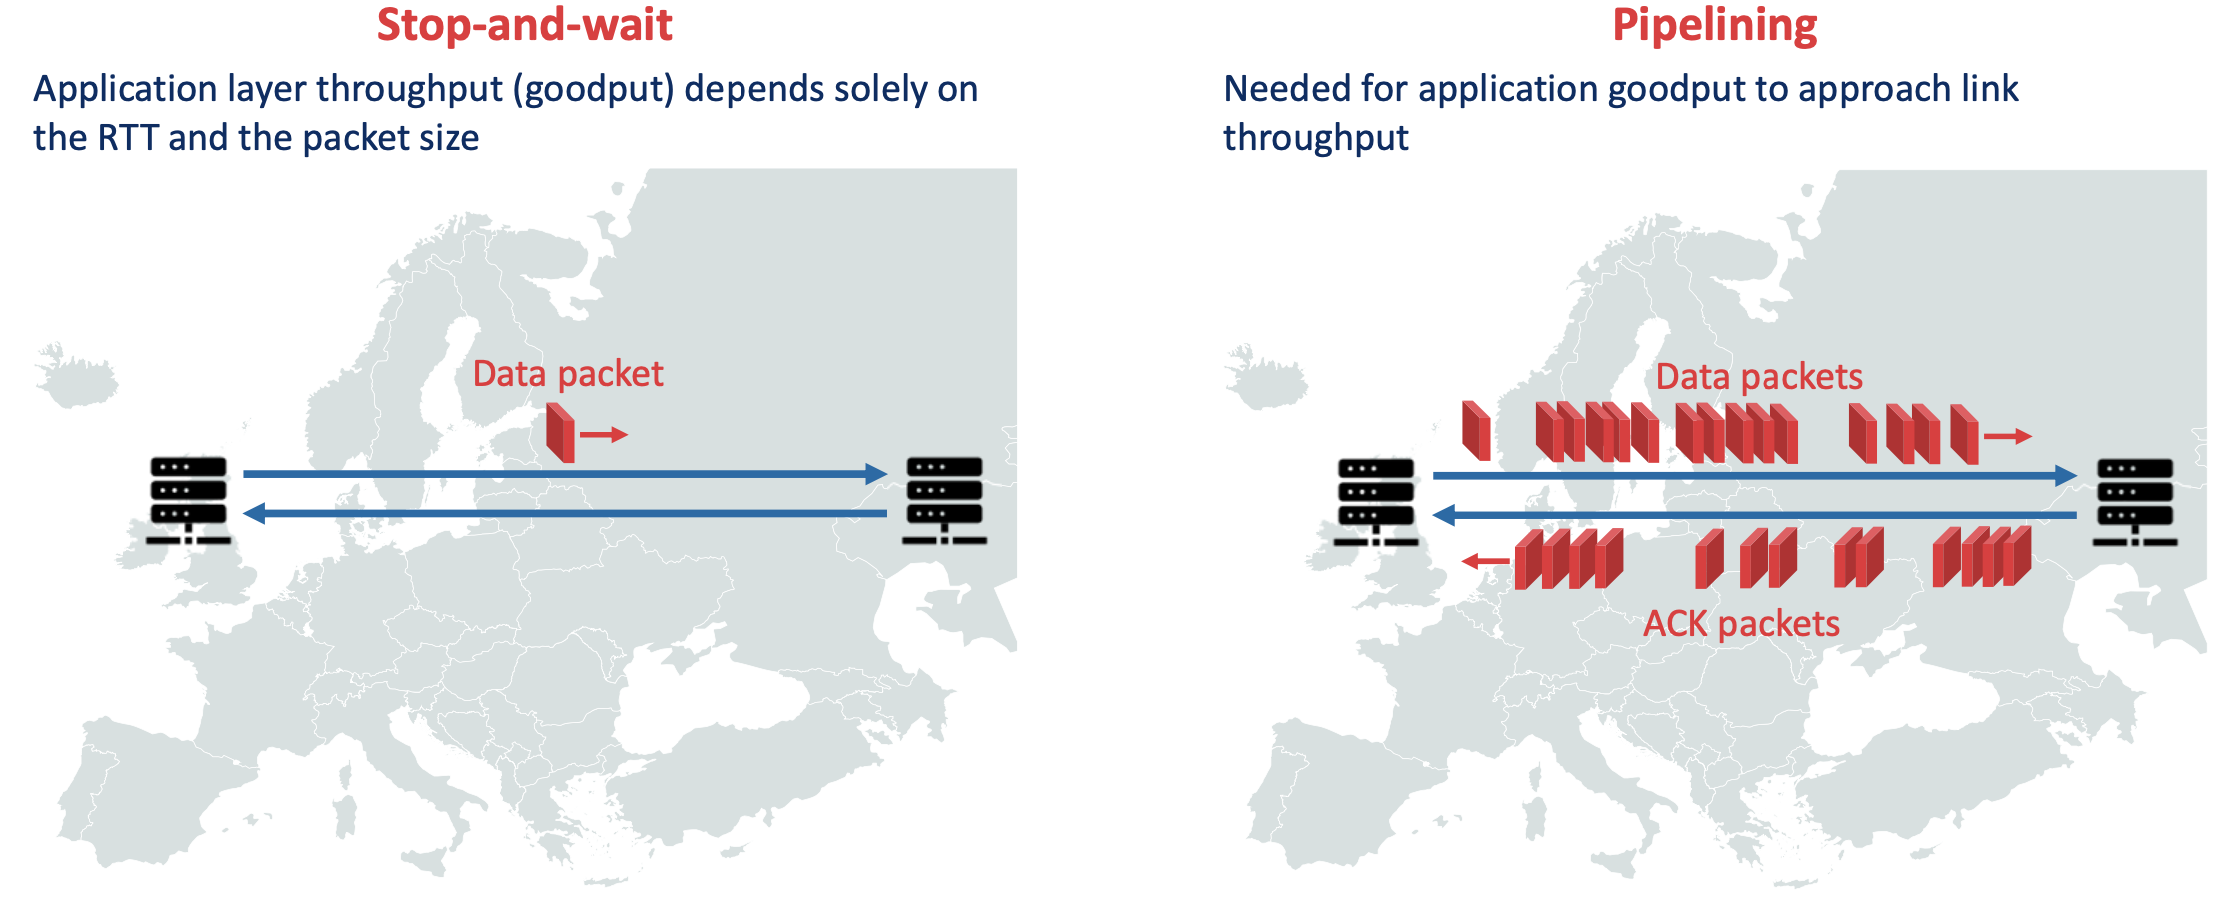 Stop-and-wait
Application layer throughput (goodput) depends solely on
the RTT and the packet size
Data packet
Pipelining
Needed for application goodput to approach link
throughput
Data packets
ACK packets